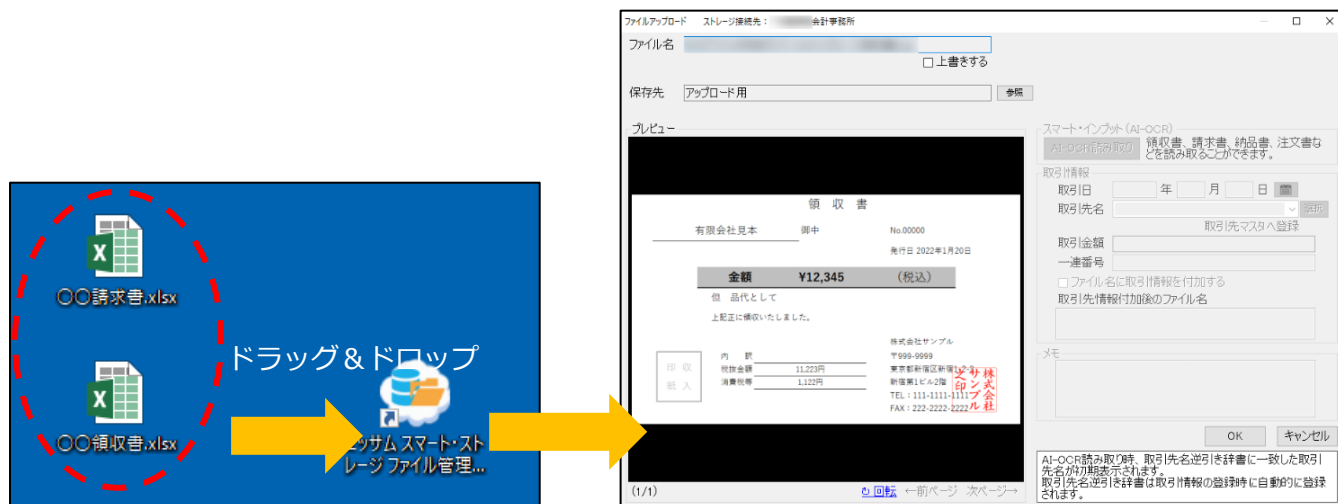 〇〇請求書.xlsx
〇〇領収書.xlsx
ドラッグ&ドロップ
ッサム スマート・スト
レージ ファイル管理...
ファイルアップロード ストレージ接続先: 会計事務所
ファイル名
上書きする
保存先 アップロード用 参照
プレビュー
領 収 書
有限会社見本 御中 No.00000
発行日 2022年1月20日
金額 ¥12,345 (税込)
但 品代として
上記正に領収いたしました。
株式会社サンプル
〒999-9999
東京都新宿区新宿1-2-3
新宿第1ビル2階
TEL:111-1111-1111
FAX:222-2222-2222
株式会社
サンプル
之印
印 収
紙 入
内 訳
税抜金額 11,223円
消費税等 1,122円
(1/1) 回転 ←前ページ 次ページ→
スマート・インプット(AI-OCR)
AI-OCR読み取り 領収書、請求書、納品書、注文書な
どを読み取ることができます。
取引情報
取引日 年 月 日
取引先名 選択
取引先マスタへ登録
取引金額
一連番号
ファイル名に取引情報を付加する
取引先情報付加後のファイル名
メモ
OK キャンセル
AI-OCR読み取り時、取引先名逆引き辞書に一致した取引
先名が初期表示されます。
取引先名逆引き辞書は取引情報の登録時に自動的に登録
されます。